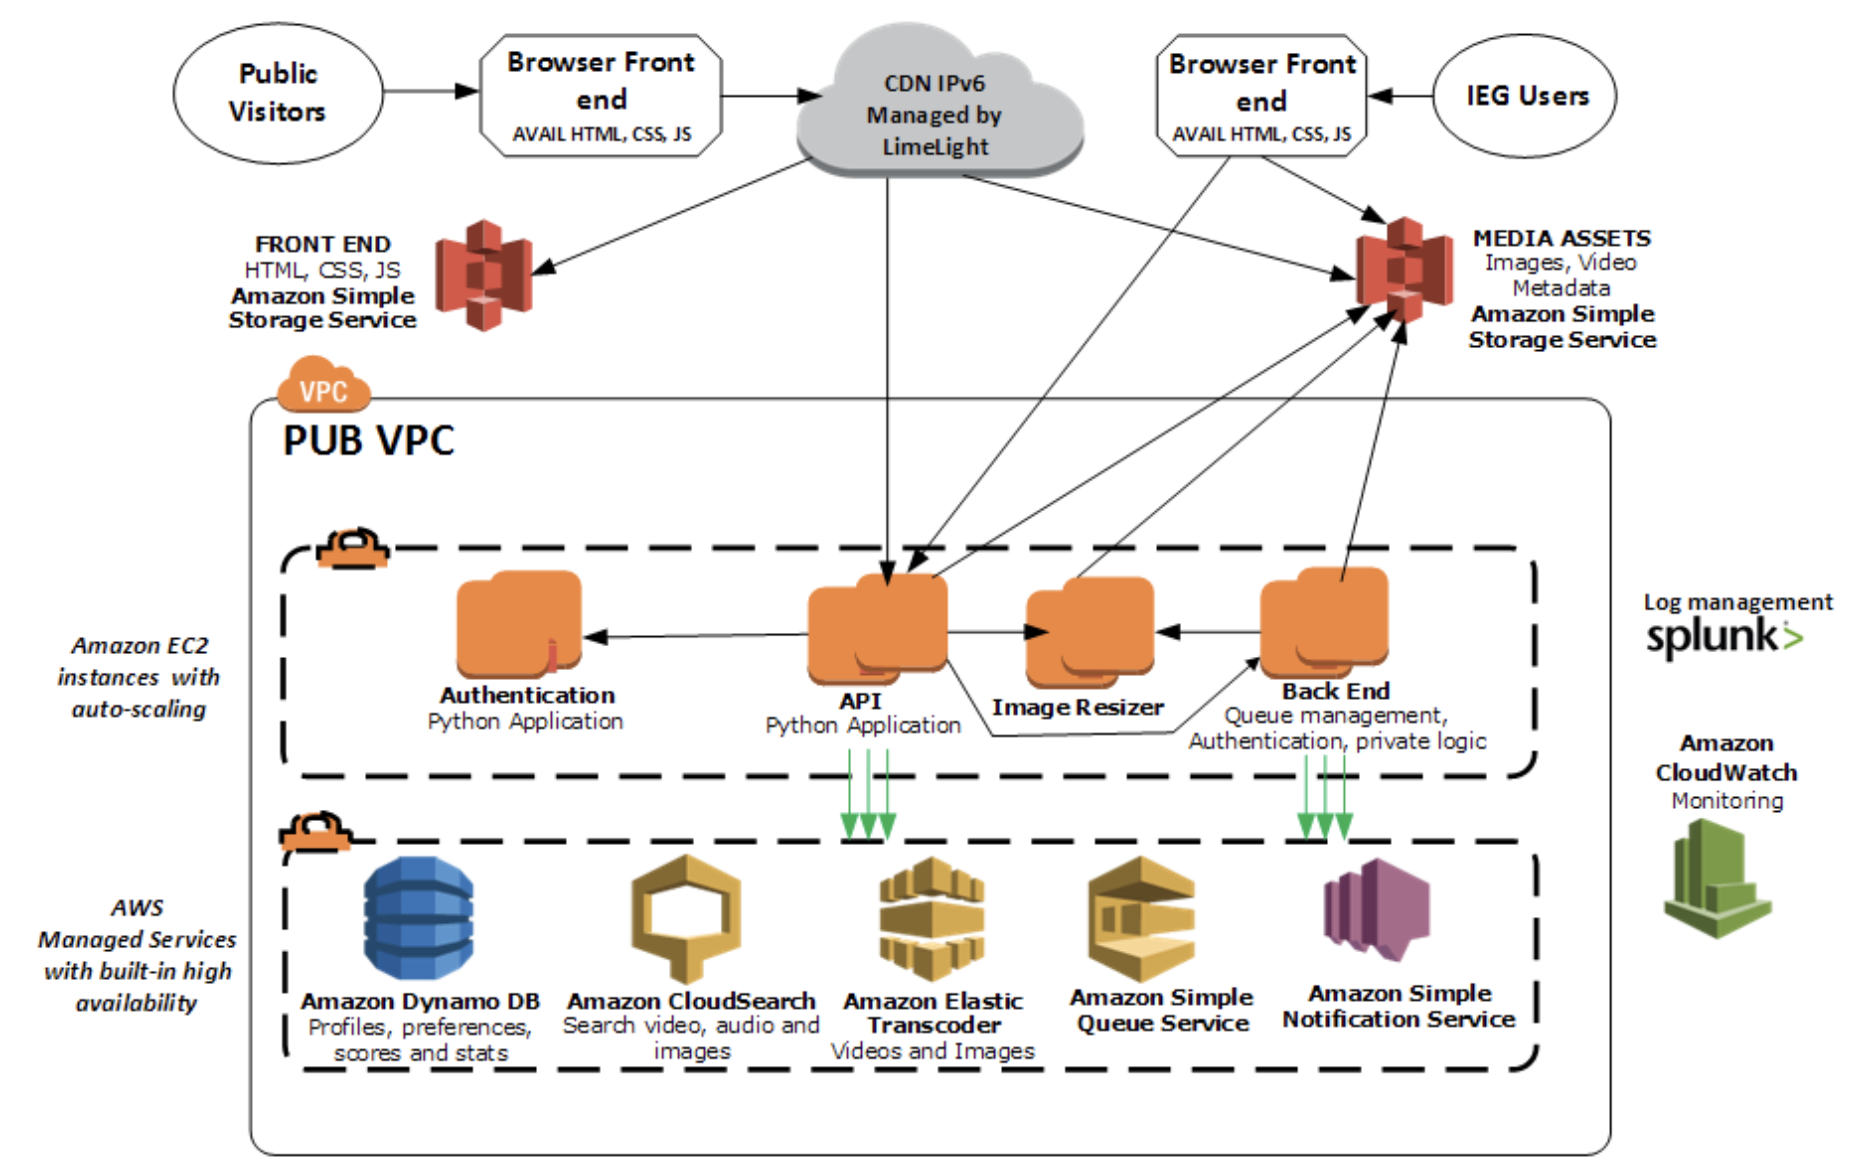 Public
Visitors
Browser Front
end
AVAIL HTML, CSS, JS
CDN IPv6
Managed by
LimeLight
Browser Front
end
AVAIL HTML, CSS, JS
IEG Users
FRONT END
HTML, CSS, JS
Amazon Simple
Storage Service
MEDIA ASSETS
Images, Video
Metadata
Amazon Simple
Storage Service
VPC
PUB VPC
Amazon EC2
instances with
auto-scaling
Authentication
Python Application
API
Python Application
Image Resizer
Back End
Queue management,
Authentication, private logic
Log management
splunk>
Amazon
CloudWatch
Monitoring
AWS
Managed Services
with built-in high
availability
Amazon Dynamo DB
Profiles, preferences,
scores and stats
Amazon CloudSearch
Search video, audio and
images
Amazon Elastic
Transcoder
Videos and Images
Amazon Simple
Queue Service
Amazon Simple
Notification Service